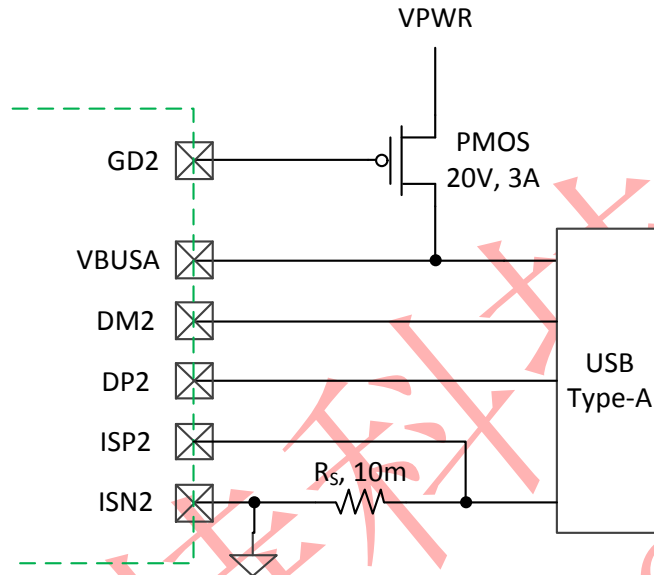 VPWR
GD2
PMOS
20V, 3A
VBUSA
DM2
DP2
USB
Type-A
ISP2
RS, 10m
ISN2